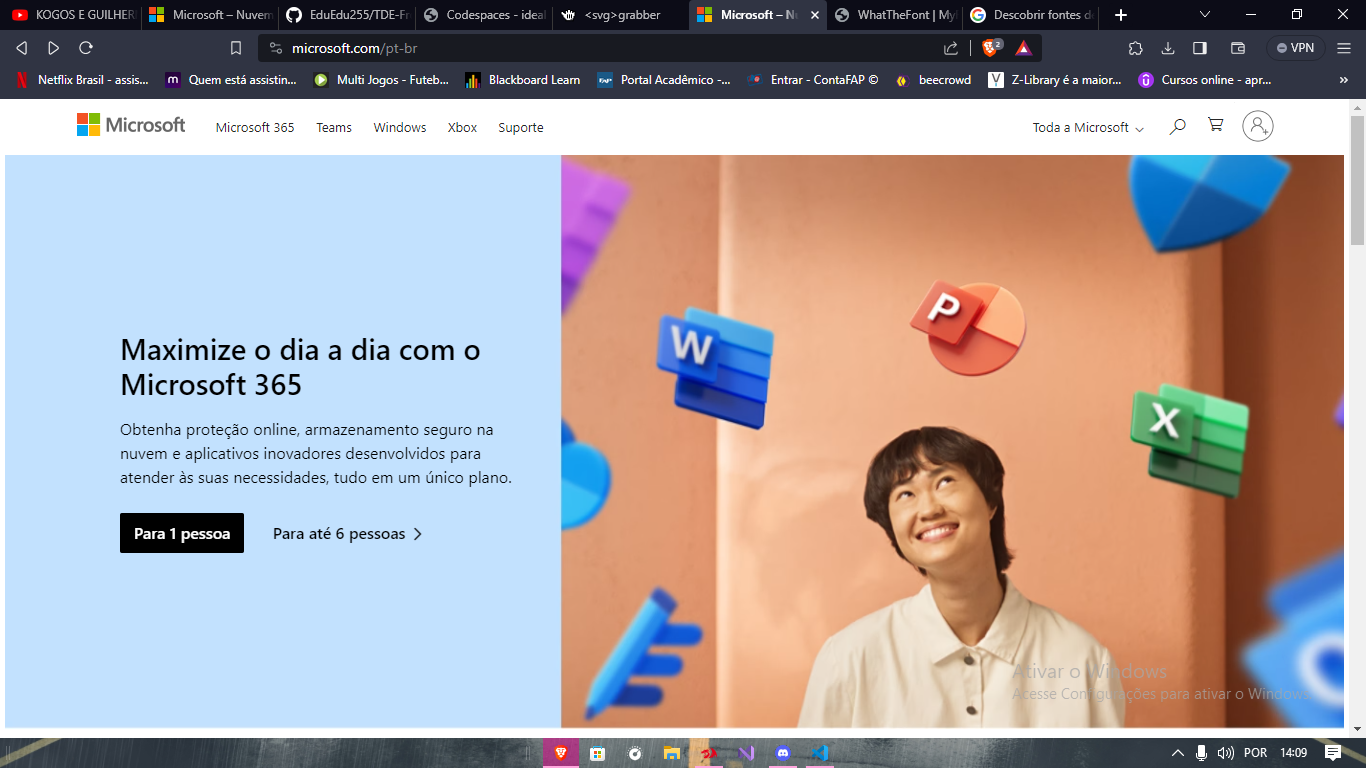 KOGOS E GUILHER
Microsoft – Nuvem
EduEdu255/TDE-Fr
Codespaces - ideal
<svg>grabber
Microsoft – Nu
WhatTheFont | MyF
Descobrir fontes de
microsoft.com/pt-br
2
VPN
Netflix Brasil - assis...
Quem está assistin...
Multi Jogos - Futeb...
Blackboard Learn
Portal Acadêmico -...
Entrar - ContaFAP ©
beecrowd
Z-Library é a maior...
Cursos online - apr...
Microsoft
Microsoft 365
Teams
Windows
Xbox
Suporte
Toda a Microsoft
W
P
X
Maximize o dia a dia com o
Microsoft 365
Obtenha proteção online, armazenamento seguro na
nuvem e aplicativos inovadores desenvolvidos para
atender às suas necessidades, tudo em um único plano.
Para 1 pessoa
Para até 6 pessoas
Ativar o Windows
Acesse Configurações para ativar o Windows.
POR
14:09